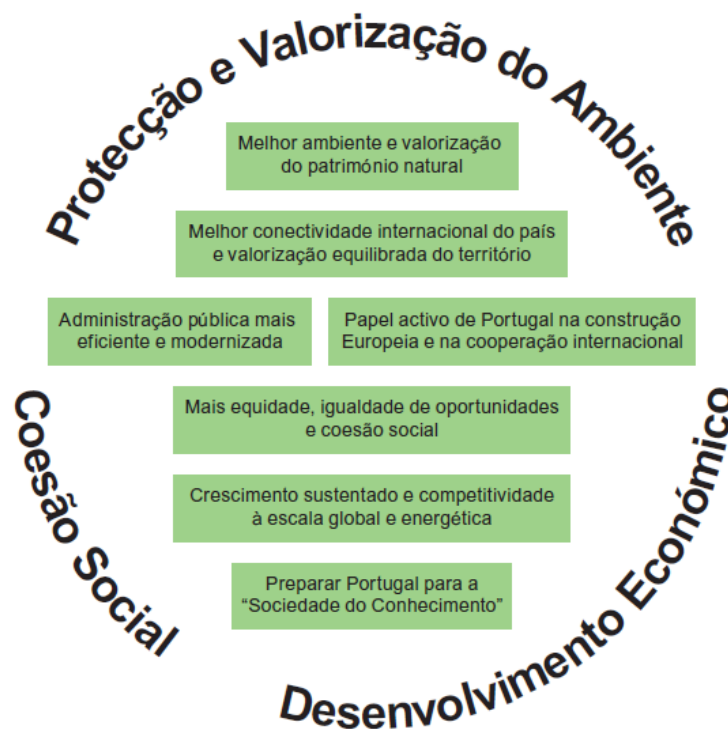 Protecção e Valorização do Ambiente
Melhor ambiente e valorização
do património natural
Melhor conectividade internacional do país
e valorização equilibrada do território
Administração pública mais
eficiente e modernizada
Papel activo de Portugal na construção
Europeia e na cooperação internacional
Mais equidade, igualdade de oportunidades
e coesão social
Crescimento sustentado e competitividade
à escala global e energética
Preparar Portugal para a
“Sociedade do Conhecimento”
Coesão Social
Desenvolvimento Económico